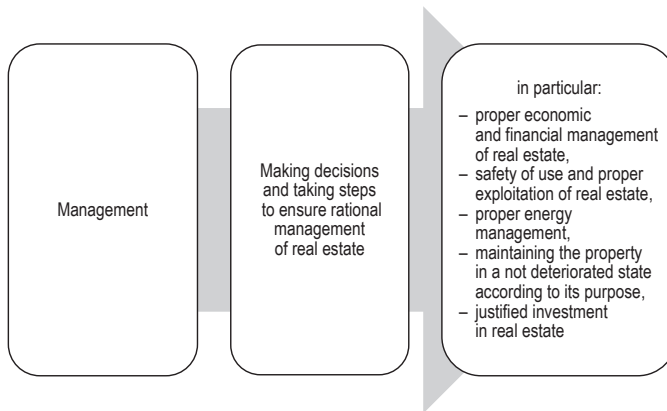 Management
Making decisions
and taking steps
to ensure rational
management
of real estate
in particular:
– proper economic
and financial management
of real estate,
– safety of use and proper
exploitation of real estate,
– proper energy
management,
– maintaining the property
in a not deteriorated state
according to its purpose,
– justified investment
in real estate